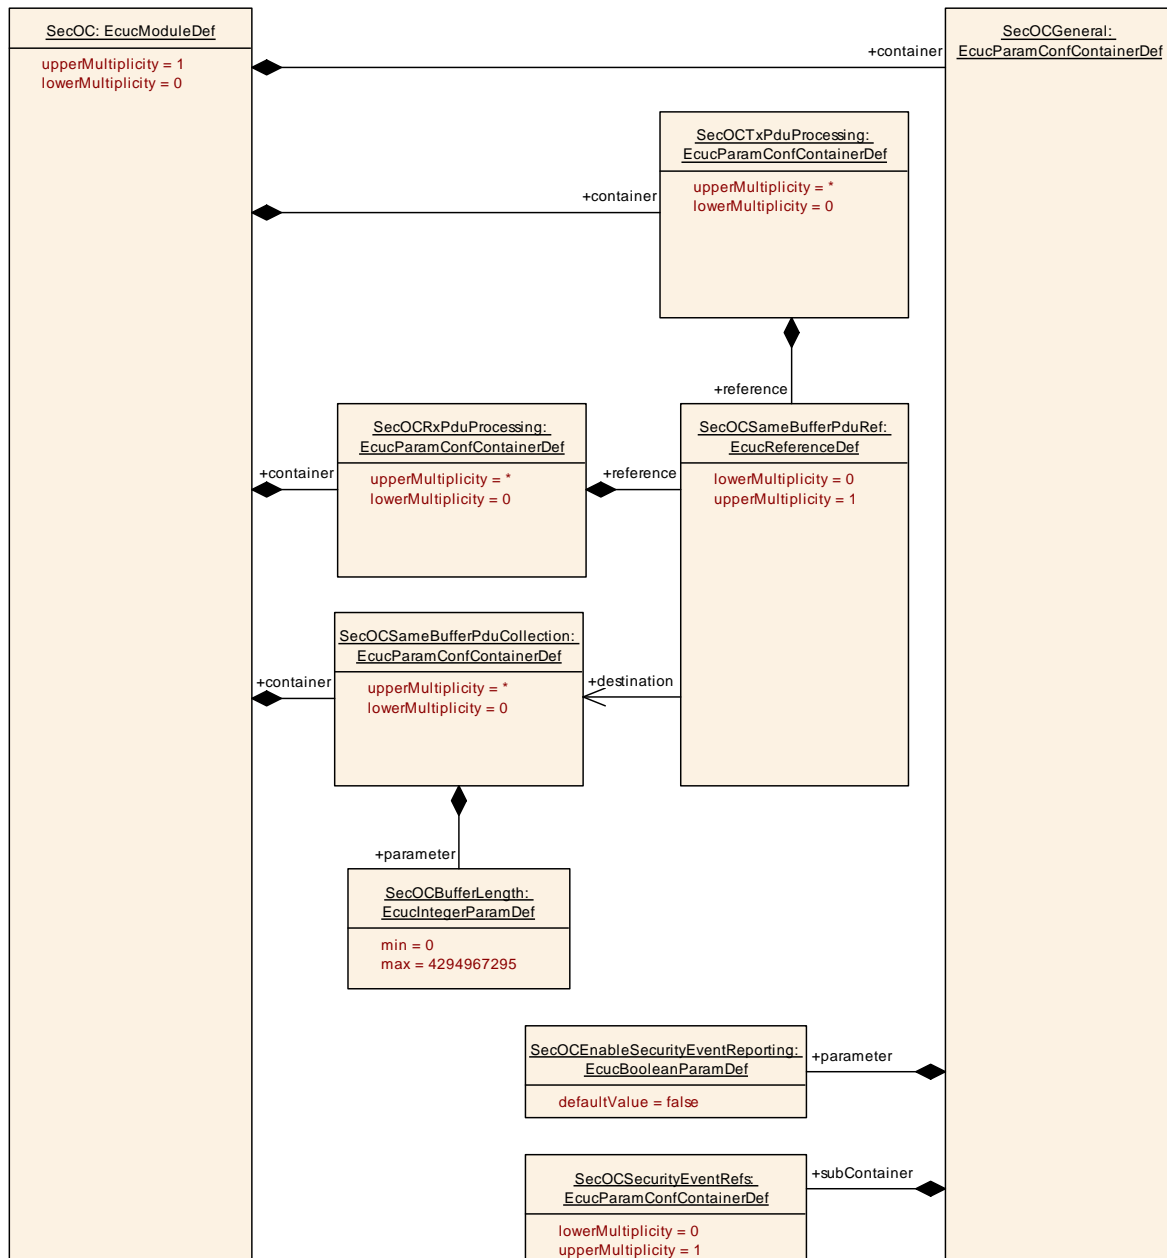 SecOC: EcucModuleDef
upperMultiplicity = 1
lowerMultiplicity = 0
SecOCGeneral:
EcucParamConfContainerDef
+container
SecOCTxPduProcessing:
EcucParamConfContainerDef
upperMultiplicity = *
lowerMultiplicity = 0
+container
+reference
SecOCRxPduProcessing:
EcucParamConfContainerDef
upperMultiplicity = *
lowerMultiplicity = 0
+container
+reference
SecOCSameBufferPduRef:
EcucReferenceDef
lowerMultiplicity = 0
upperMultiplicity = 1
SecOCSameBufferPduCollection:
EcucParamConfContainerDef
upperMultiplicity = *
lowerMultiplicity = 0
+container
+destination
+parameter
SecOCBufferLength:
EcucIntegerParamDef
min = 0
max = 4294967295
SecOCEnableSecurityEventReporting:
EcucBooleanParamDef
defaultValue = false
+parameter
SecOCSecurityEventRefs:
EcucParamConfContainerDef
lowerMultiplicity = 0
upperMultiplicity = 1
+subContainer